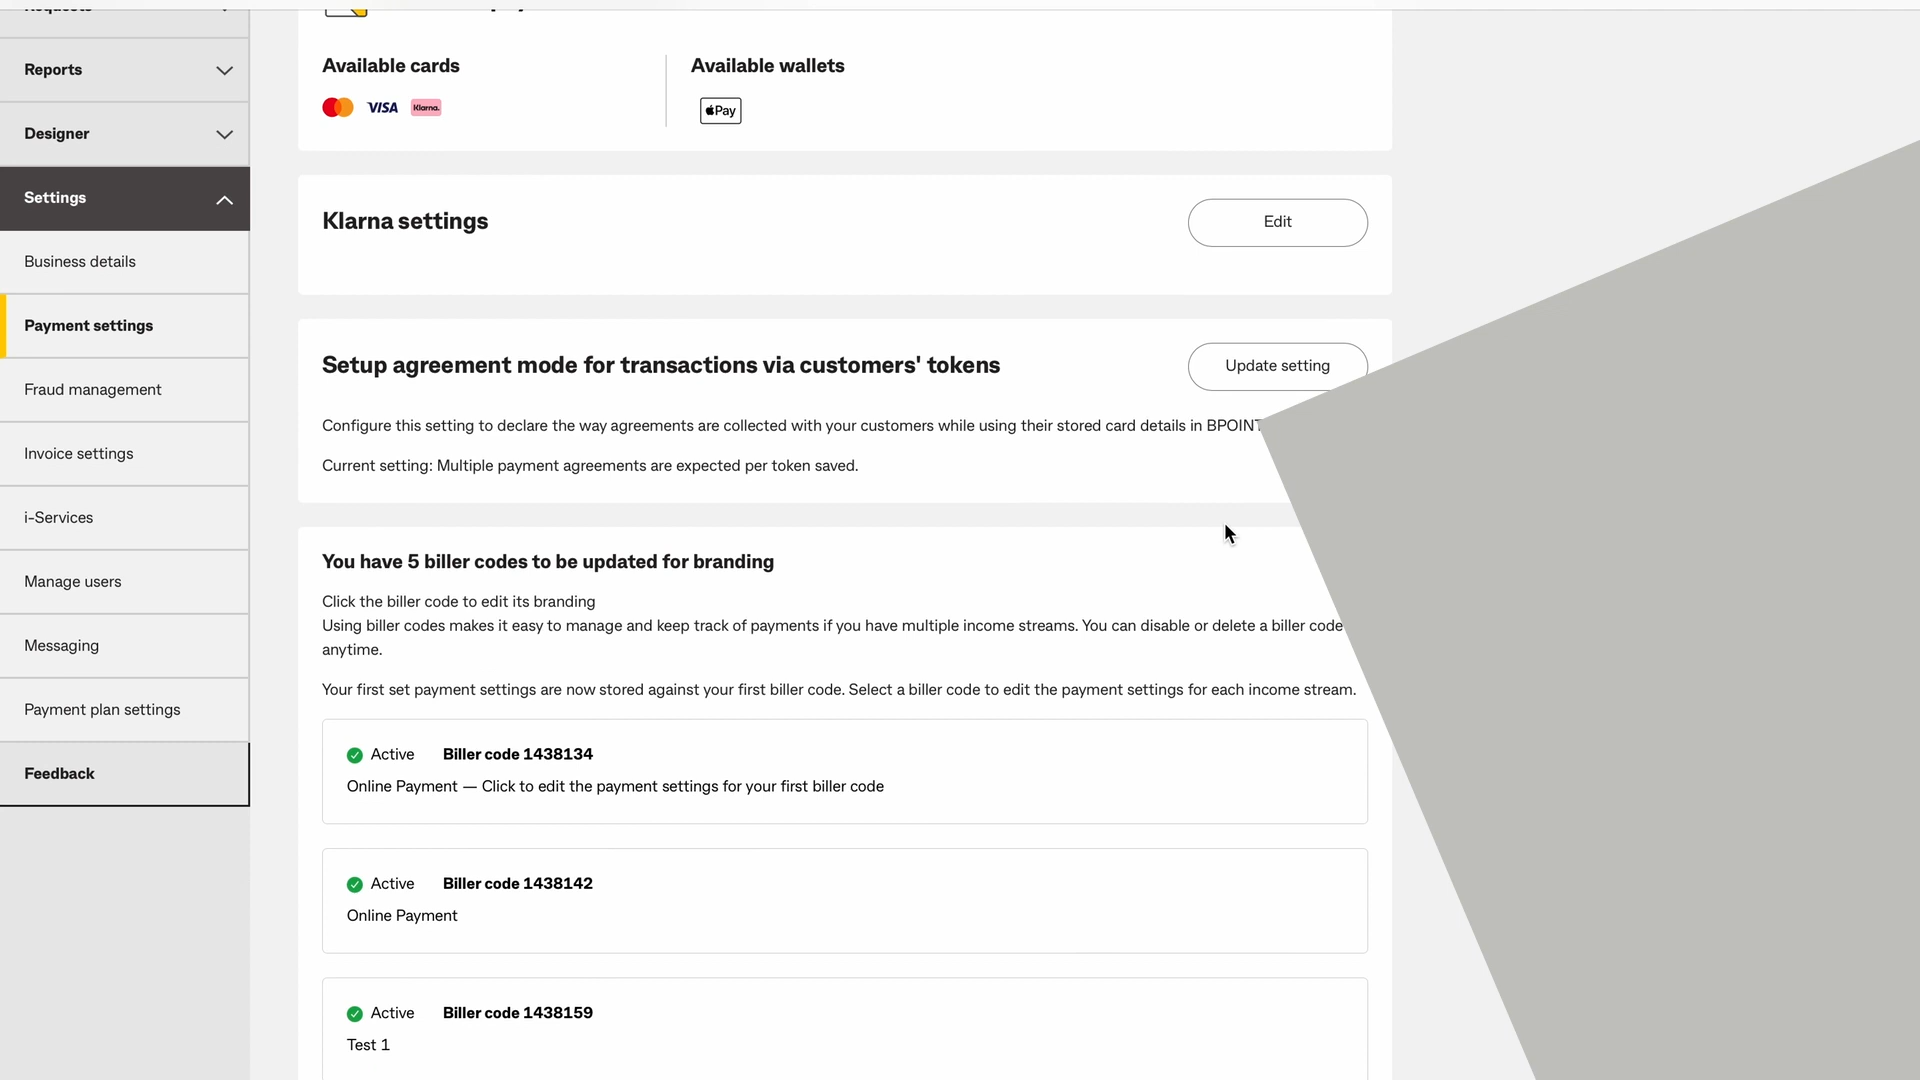 Reports
Designer
Settings
Business details
Payment settings
Fraud management
Invoice settings
i-Services
Manage users
Messaging
Payment plan settings
Feedback
Available cards
VISA
Klarna.
Available wallets
Pay
Klarna settings
Edit
Setup agreement mode for transactions via customers' tokens
Update setting
Configure this setting to declare the way agreements are collected with your customers while using their stored card details in BPOINT
Current setting: Multiple payment agreements are expected per token saved.
You have 5 biller codes to be updated for branding
Click the biller code to edit its branding
Using biller codes makes it easy to manage and keep track of payments if you have multiple income streams. You can disable or delete a biller code
anytime.
Your first set payment settings are now stored against your first biller code. Select a biller code to edit the payment settings for each income stream.
Active Biller code 1438134
Online Payment — Click to edit the payment settings for your first biller code
Active Biller code 1438142
Online Payment
Active Biller code 1438159
Test 1